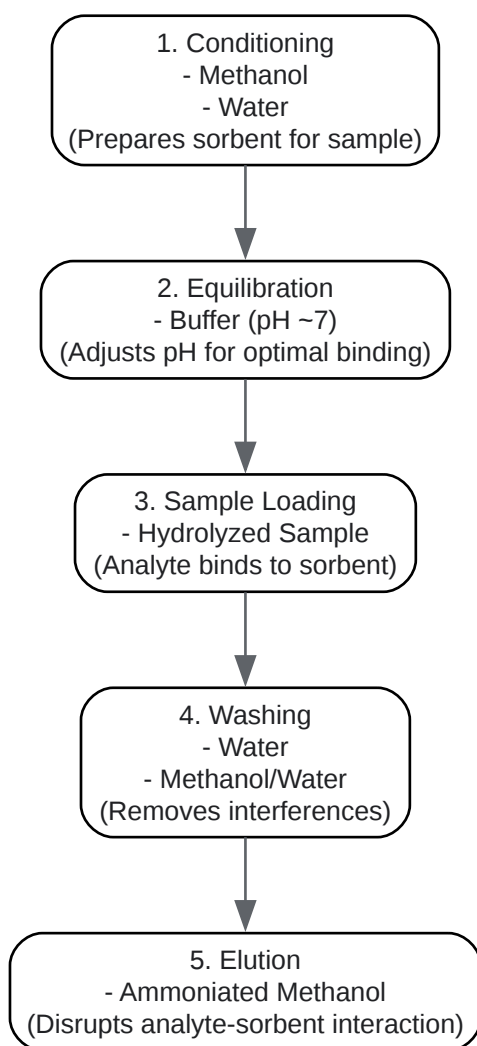 1. Conditioning
- Methanol
- Water
(Prepares sorbent for sample)
2. Equilibration
- Buffer (pH ~7)
(Adjusts pH for optimal binding)
3. Sample Loading
- Hydrolyzed Sample
(Analyte binds to sorbent)
4. Washing
- Water
- Methanol/Water
(Removes interferences)
5. Elution
- Ammoniated Methanol
(Disrupts analyte-sorbent interaction)